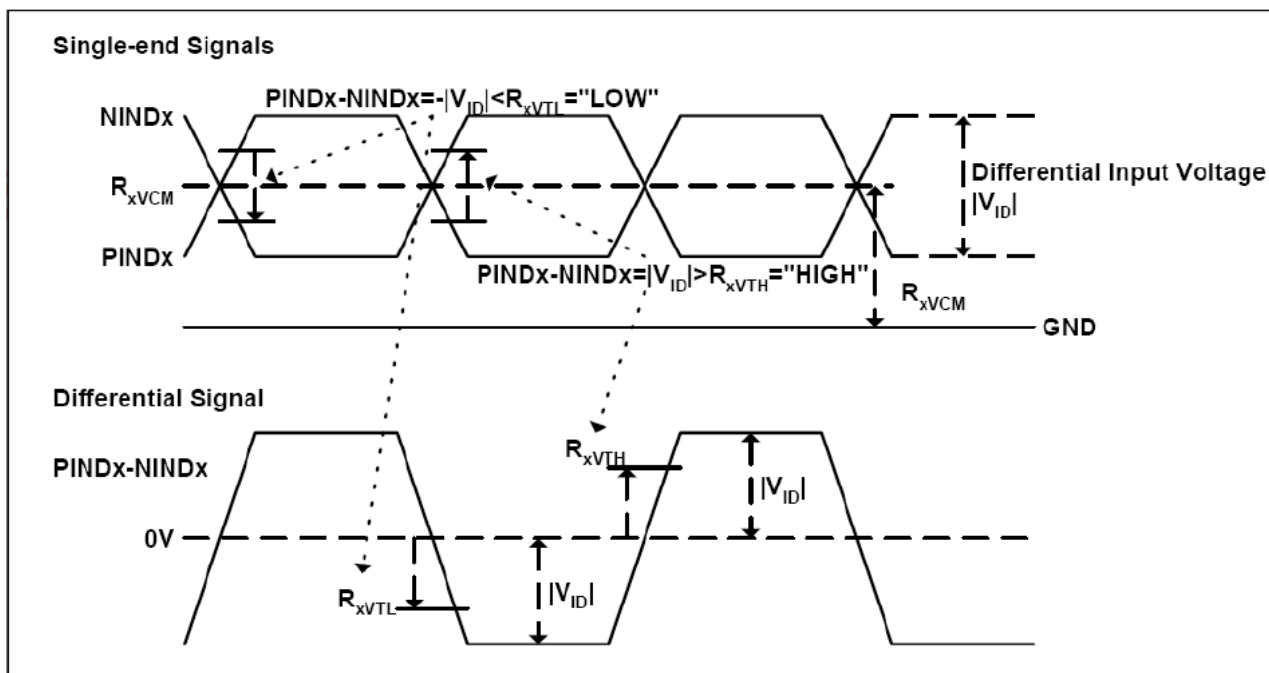 Single-end Signals
PINDx-NINDx=-|VID|<RxVTL="LOW"
NINDx
RxVCM
Differential Input Voltage
|VID|
PINDx
PINDx-NINDx=|VID|>RxVTH="HIGH"
RxVCM
GND
Differential Signal
RxVTH
PINDx-NINDx
|VID|
0V
RxVTL
|VID|